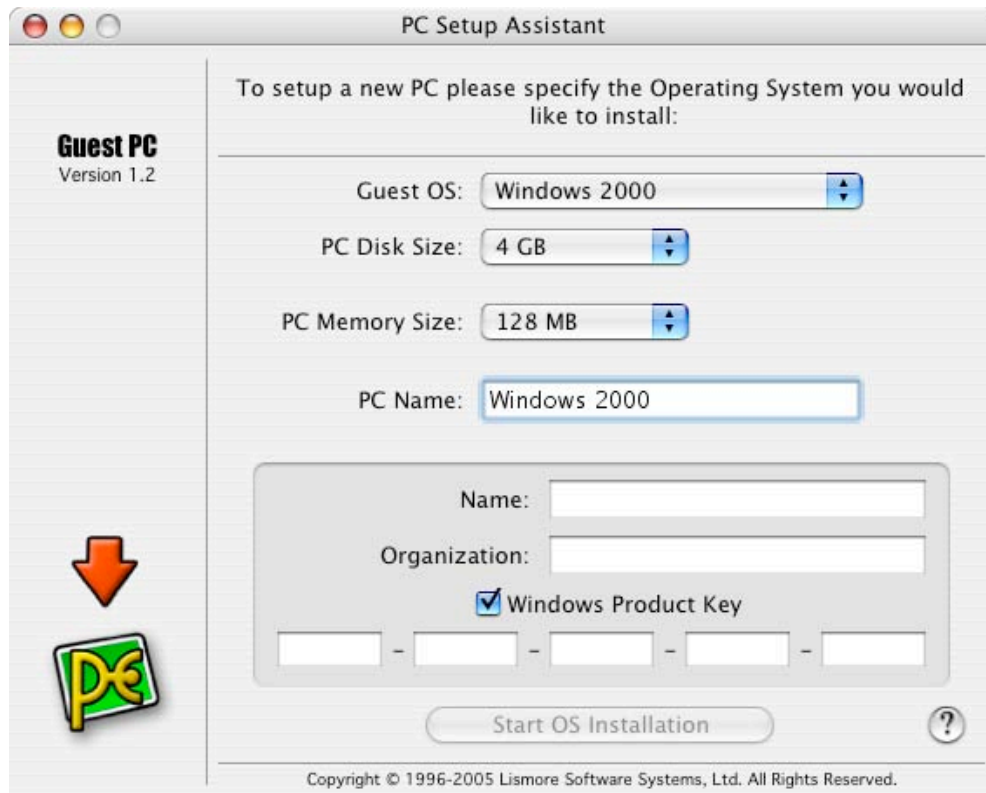 PC Setup Assistant
Guest PC
Version 1.2
To setup a new PC please specify the Operating System you would
like to install:
Guest OS: Windows 2000
PC Disk Size: 4 GB
PC Memory Size: 128 MB
PC Name: Windows 2000
Name:
Organization:
Windows Product Key
- - - -
Start OS Installation
?
Copyright © 1996-2005 Lismore Software Systems, Ltd. All Rights Reserved.